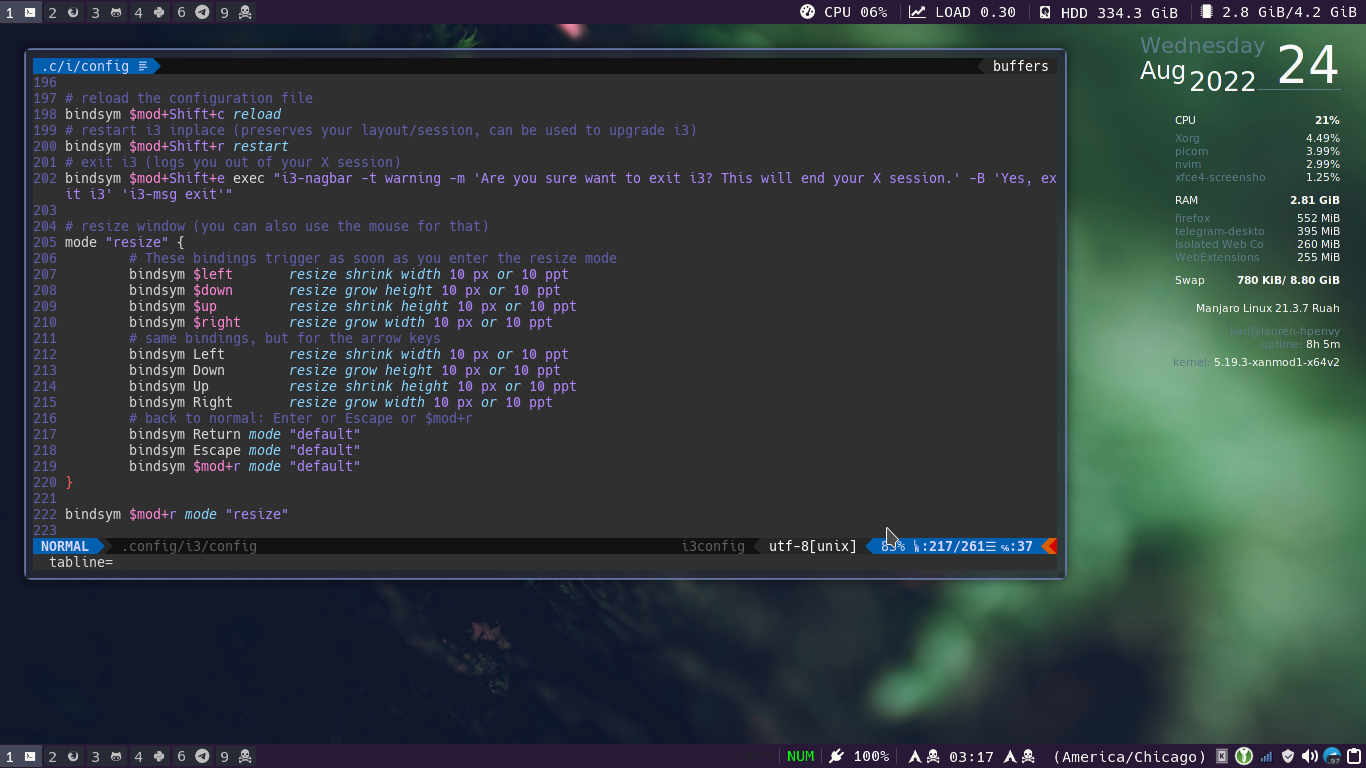 1 2 3 4 6 9 CPU 06% LOAD 0.30 HDD 334.3 GiB 2.8 GiB/4.2 GiB
.c/i/config buffers
196
197 # reload the configuration file
198 bindsym $mod+Shift+c reload
199 # restart i3 inplace (preserves your layout/session, can be used to upgrade i3)
200 bindsym $mod+Shift+r restart
201 # exit i3 (logs you out of your X session)
202 bindsym $mod+Shift+e exec "i3-nagbar -t warning -m 'Are you sure want to exit i3? This will end your X session.' -B 'Yes, ex
it i3' 'i3-msg exit'"
203
204 # resize window (you can also use the mouse for that)
205 mode "resize" {
206 # These bindings trigger as soon as you enter the resize mode
207 bindsym $left resize shrink width 10 px or 10 ppt
208 bindsym $down resize grow height 10 px or 10 ppt
209 bindsym $up resize shrink height 10 px or 10 ppt
210 bindsym $right resize grow width 10 px or 10 ppt
211 # same bindings, but for the arrow keys
212 bindsym Left resize shrink width 10 px or 10 ppt
213 bindsym Down resize grow height 10 px or 10 ppt
214 bindsym Up resize shrink height 10 px or 10 ppt
215 bindsym Right resize grow width 10 px or 10 ppt
216 # back to normal: Enter or Escape or $mod+r
217 bindsym Return mode "default"
218 bindsym Escape mode "default"
219 bindsym $mod+r mode "default"
220 }
221
222 bindsym $mod+r mode "resize"
223
NORMAL .config/i3/config i3config utf-8[unix] :217/261☰ ℅:37
tabline=
Wednesday
Aug 2022 24
CPU 21%
Xorg 4.49%
picom 3.99%
nvim 2.99%
xfce4-screensho 1.25%
RAM 2.81 GiB
firefox 552 MiB
telegram-deskto 395 MiB
Isolated Web Co 260 MiB
WebExtensions 255 MiB
Swap 780 KiB/ 8.80 GiB
Manjaro Linux 21.3.7 Ruah
karl@lauren-hpenvy
uptime: 8h 5m
kernel: 5.19.3-xanmod1-x64v2
1 2 3 4 6 9 NUM 100% 03:17 (America/Chicago)